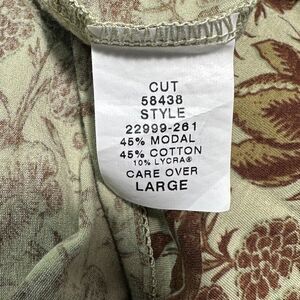 CUT
58438
STYLE
22999-261
45% MODAL
45% COTTON
10% LYCRA®
CARE OVER
LARGE